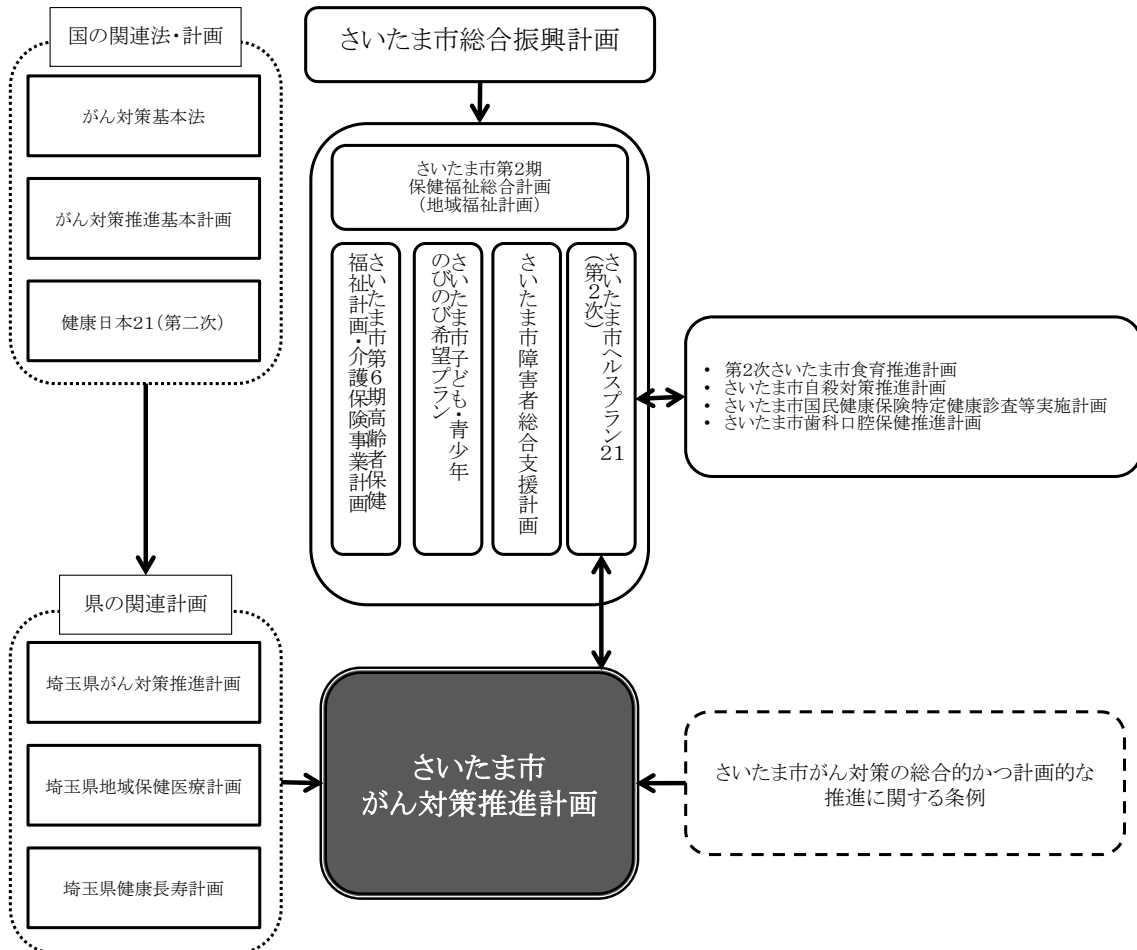 国の関連法・計画
がん対策基本法
がん対策推進基本計画
健康日本21(第二次)
さいたま市総合振興計画
さいたま市第2期
保健福祉総合計画
(地域福祉計画)
さいたま市第6期高齢者保健
福祉計画・介護保険事業計画
さいたま市子ども・青少年
のびのび希望プラン
さいたま市障害者総合支援計画
さいたま市ヘルスプラン21
(第2次)
• 第2次さいたま市食育推進計画
• さいたま市自殺対策推進計画
• さいたま市国民健康保険特定健康診査等実施計画
• さいたま市歯科口腔保健推進計画
県の関連計画
埼玉県がん対策推進計画
埼玉県地域保健医療計画
埼玉県健康長寿計画
さいたま市
がん対策推進計画
さいたま市がん対策の総合的かつ計画的な
推進に関する条例